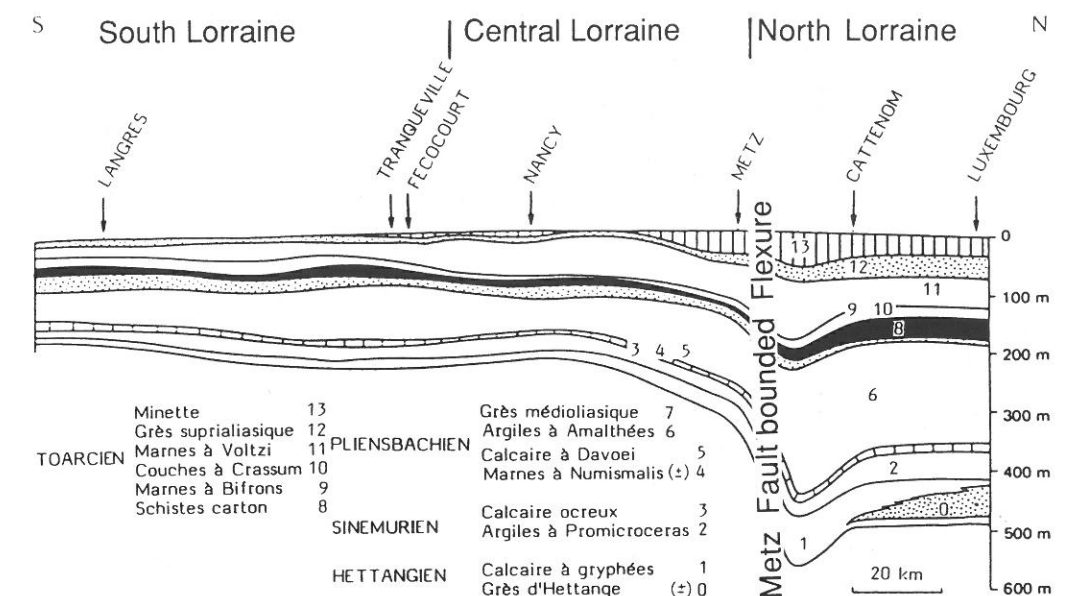 S
N
South Lorraine
Central Lorraine
North Lorraine
LANGRES
TRANQUEVILLE
FECOCOURT
NANCY
METZ
CATTENOM
LUXEMBOURG
Metz Fault bounded Flexure
13
12
11
9 10
8
6
2
0
1
3 4 5
0
100 m
200 m
300 m
400 m
500 m
600 m
20 km
TOARCIEN
Minette 13
Grès suprialiasique 12
Marnes à Voltzi 11
Couches à Crassum 10
Marnes à Bifrons 9
Schistes carton 8
PLIENSBACHIEN
Grès médioliasique 7
Argiles à Amalthées 6
Calcaire à Davoei 5
Marnes à Numismalis (±) 4
SINEMURIEN
Calcaire ocreux 3
Argiles à Promicroceras 2
HETTANGIEN
Calcaire à gryphées 1
Grès d'Hettange (±) 0